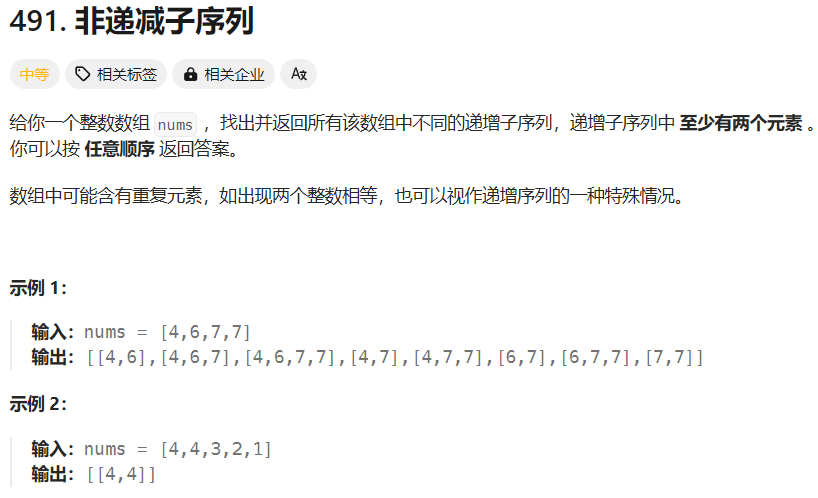 491. 非递减子序列
中等 相关标签 相关企业 Aあ
给你一个整数数组 nums ，找出并返回所有该数组中不同的递增子序列，递增子序列中 至少有两个元素 。
你可以按 任意顺序 返回答案。
数组中可能含有重复元素，如出现两个整数相等，也可以视作递增序列的一种特殊情况。
示例 1：
输入：nums = [4,6,7,7]
输出：[[4,6],[4,6,7],[4,6,7,7],[4,7],[4,7,7],[6,7],[6,7,7],[7,7]]
示例 2：
输入：nums = [4,4,3,2,1]
输出：[[4,4]]